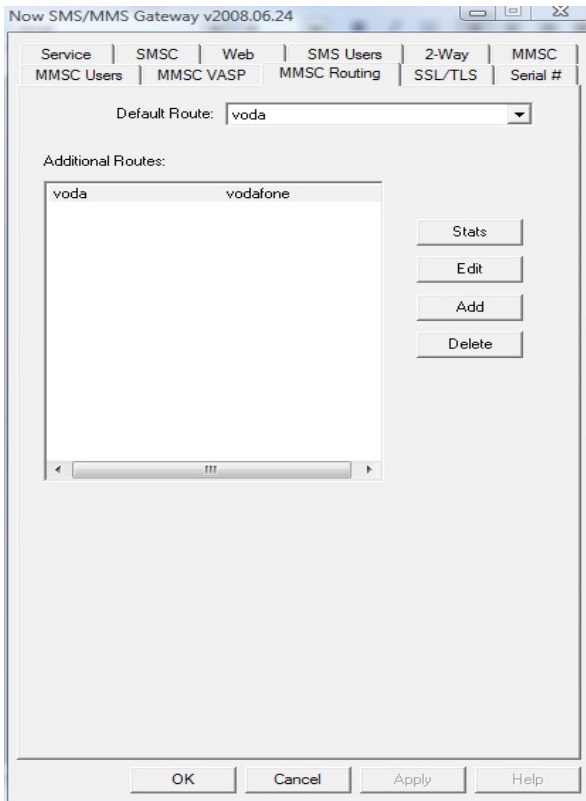 Now SMS/MMS Gateway v2008.06.24
Service SMSC Web SMS Users 2-Way MMSC
MMSC Users MMSC VASP MMSC Routing SSL/TLS Serial #
Default Route: voda
Additional Routes:
voda vodafone
Stats
Edit
Add
Delete
OK Cancel Apply Help